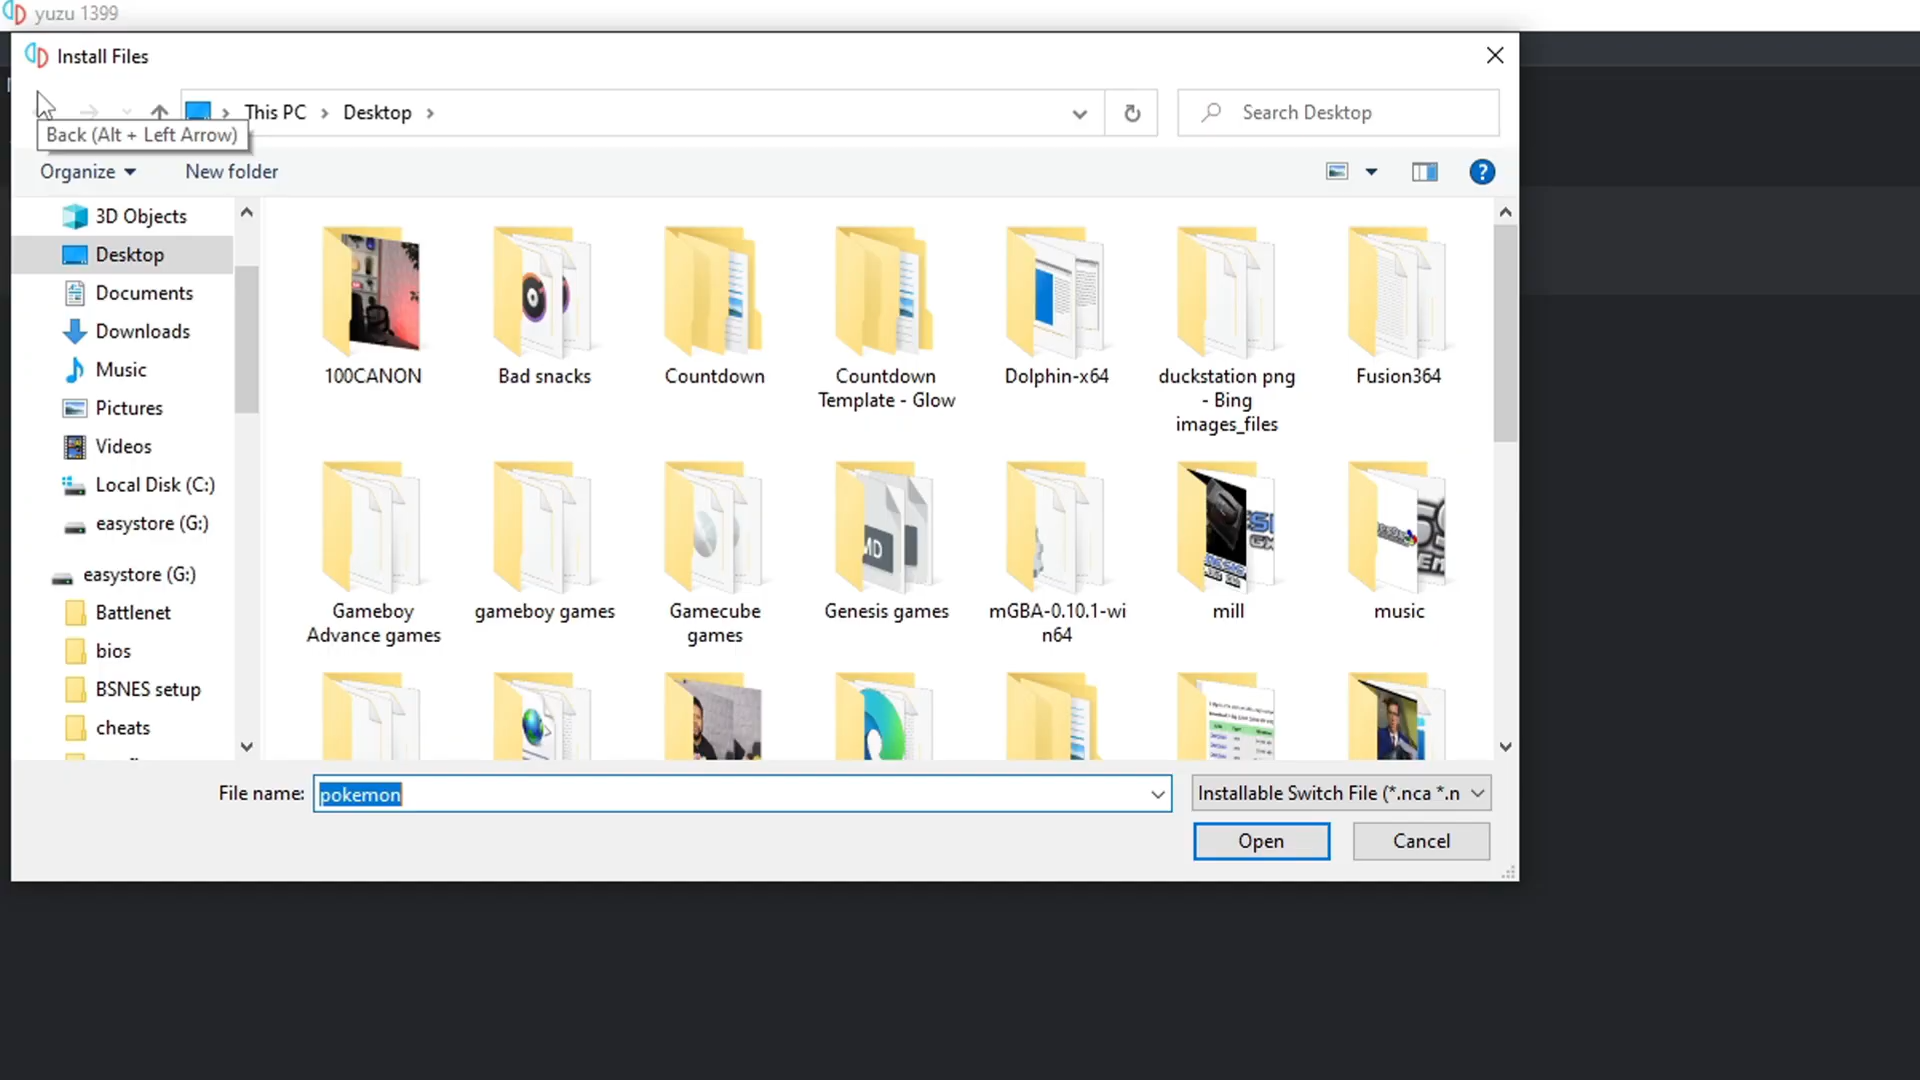 yuzu 1399
Install Files
This PC
Desktop
Search Desktop
Back (Alt + Left Arrow)
Organize
New folder
3D Objects
Desktop
Documents
Downloads
Music
Pictures
Videos
Local Disk (C:)
easystore (G:)
easystore (G:)
Battlenet
bios
BSNES setup
cheats
100CANON
Bad snacks
Countdown
Countdown
Template - Glow
Dolphin-x64
duckstation png
- Bing
images_files
Fusion364
Gameboy
Advance games
gameboy games
Gamecube
games
Genesis games
mGBA-0.10.1-wi
n64
mill
music
File name:
pokemon
Installable Switch File (*.nca *.n
Open
Cancel